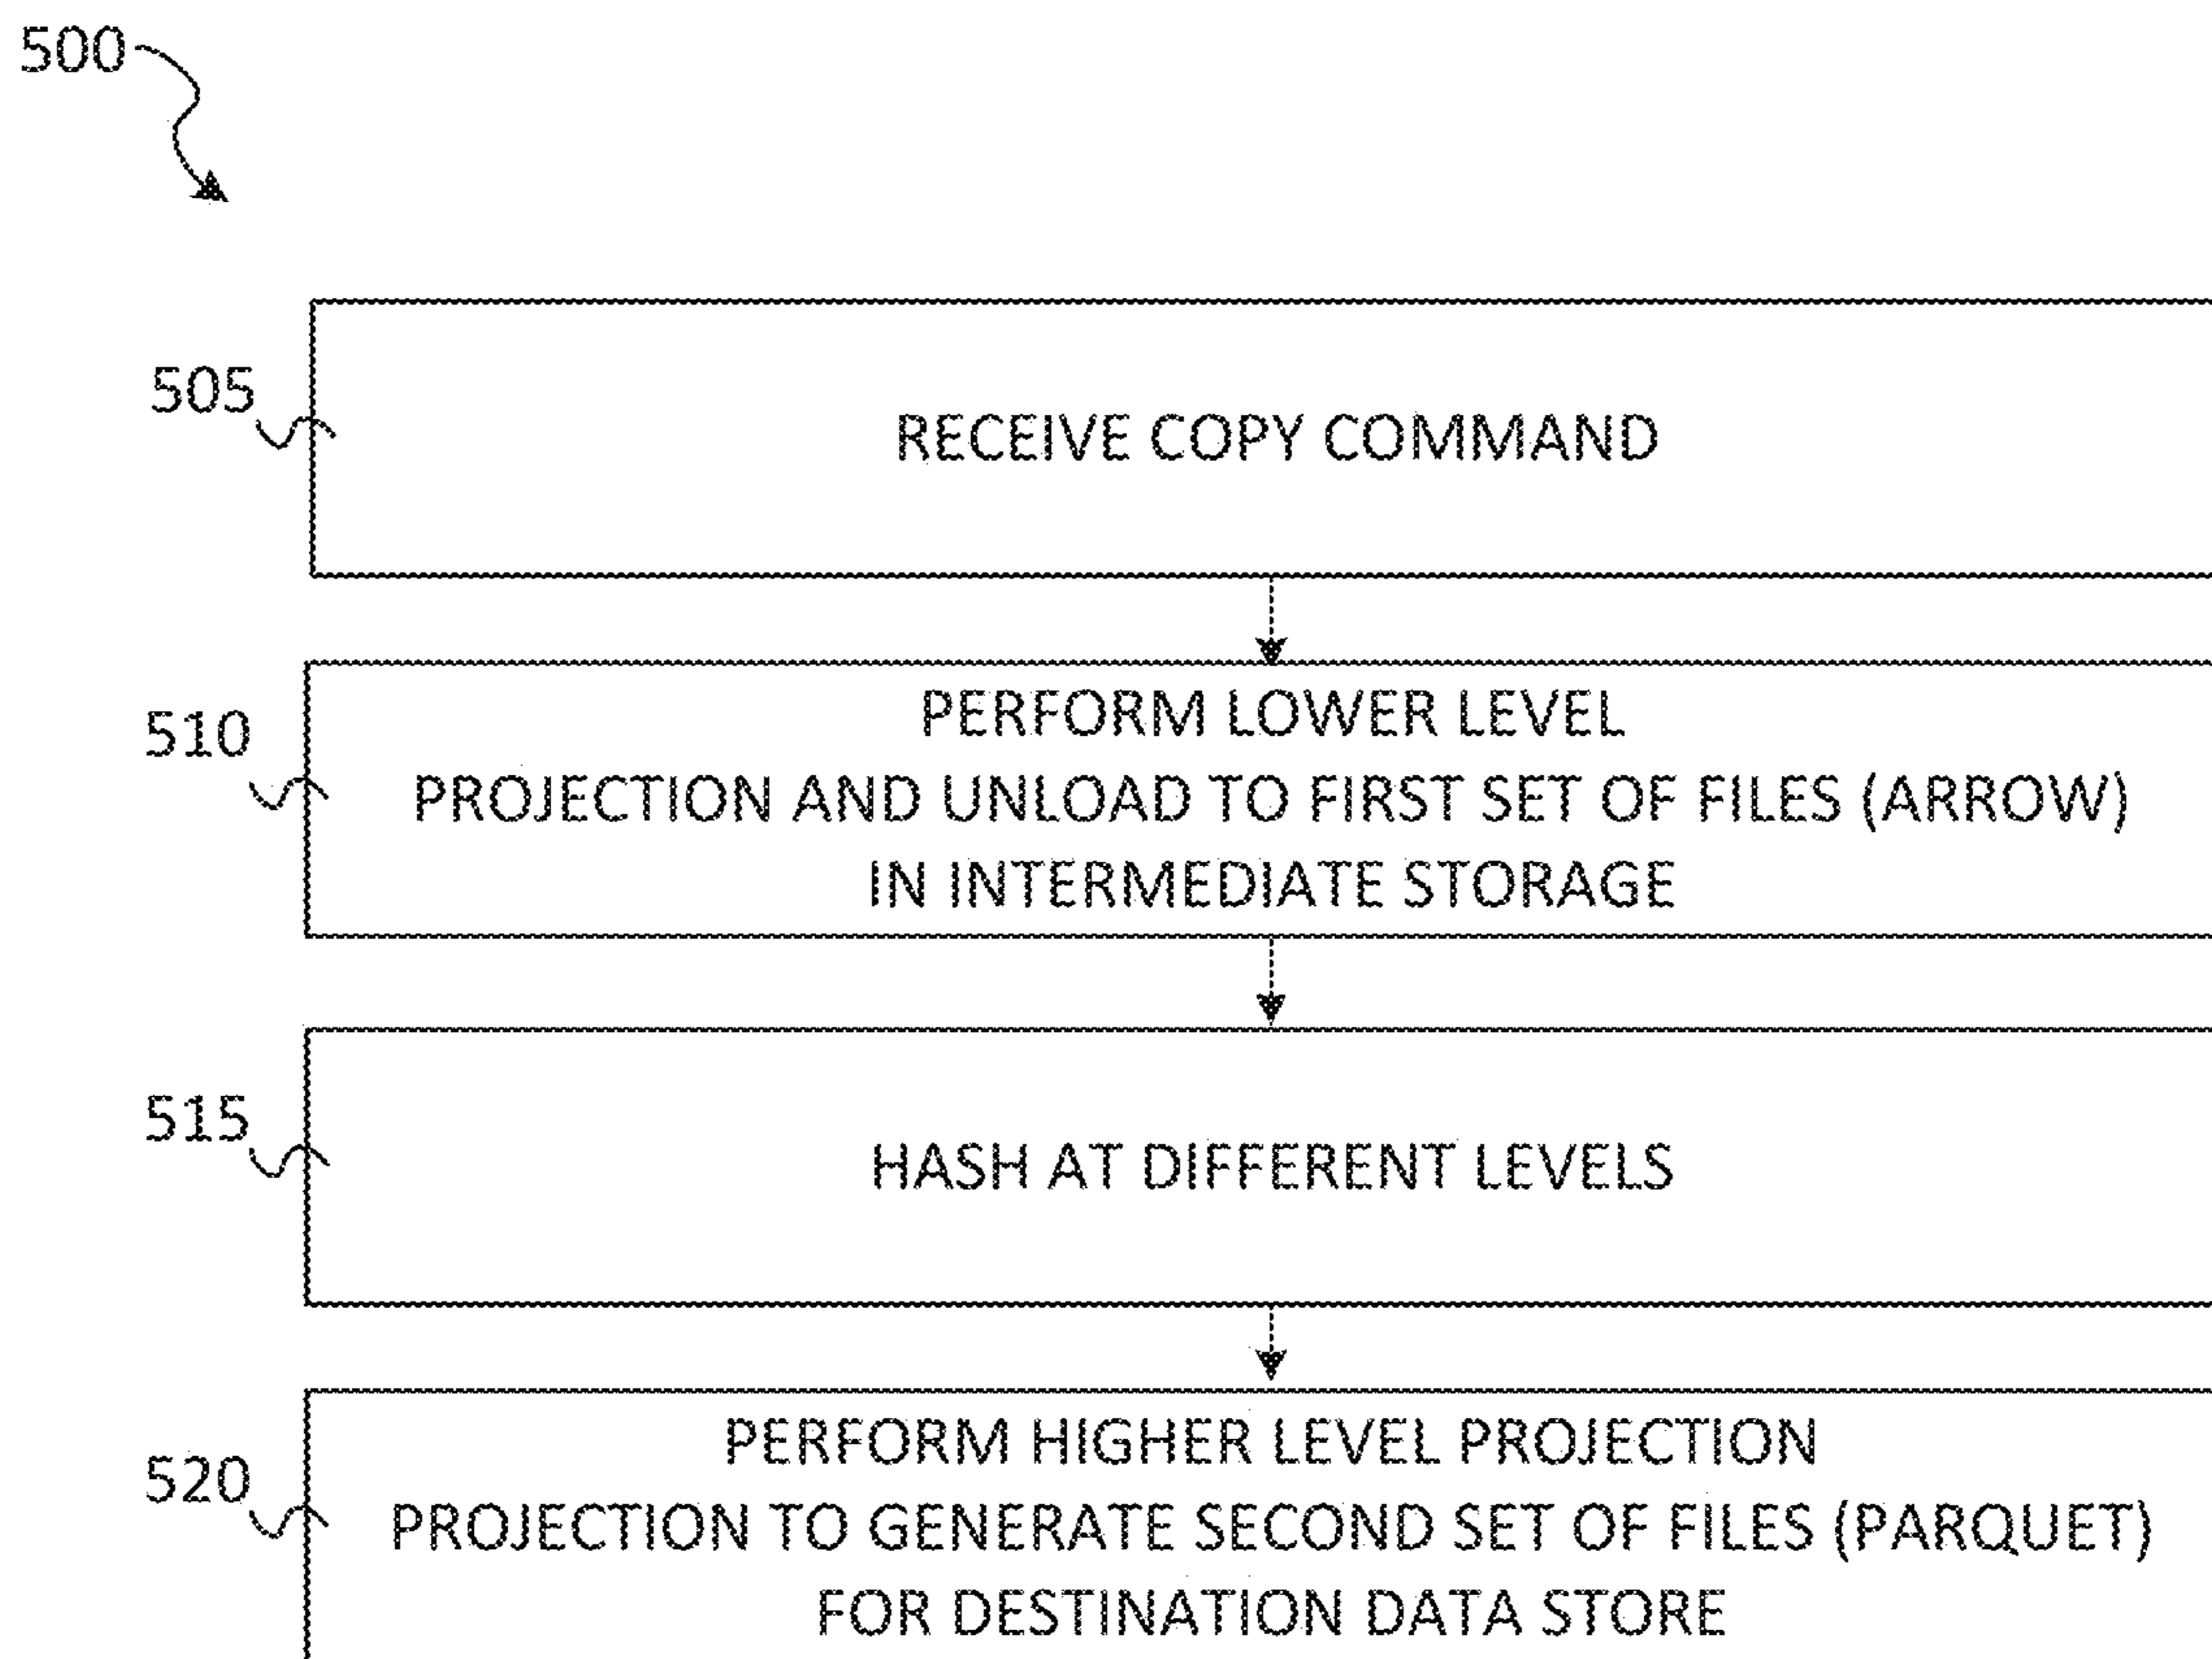 500
505
RECEIVE COPY COMMAND
510
PERFORM LOWER LEVEL
PROJECTION AND UNLOAD TO FIRST SET OF FILES (ARROW)
IN INTERMEDIATE STORAGE
515
HASH AT DIFFERENT LEVELS
520
PERFORM HIGHER LEVEL PROJECTION
PROJECTION TO GENERATE SECOND SET OF FILES (PARQUET)
FOR DESTINATION DATA STORE